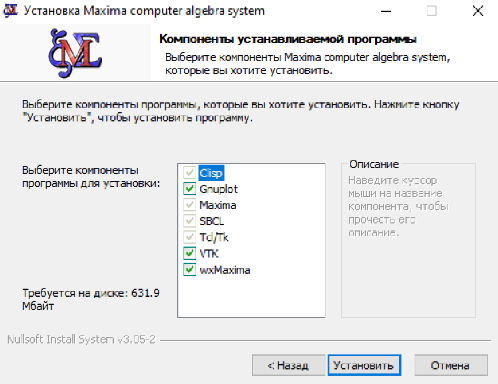 Установка Maxima computer algebra system
Компоненты устанавливаемой программы
Выберите компоненты Maxima computer algebra system,
которые вы хотите установить.
Выберите компоненты программы, которые вы хотите установить. Нажмите кнопку
"Установить", чтобы установить программу.
Выберите компоненты
программы для установки:
Clisp
Gnuplot
Maxima
SBCL
Tcl/Tk
VTK
wxMaxima
Описание
Наведите курсор
мыши на название
компонента, чтобы
прочесть его
описание.
Требуется на диске: 631.9
Мбайт
Nullsoft Install System v3.05-2
< Назад
Установить
Отмена